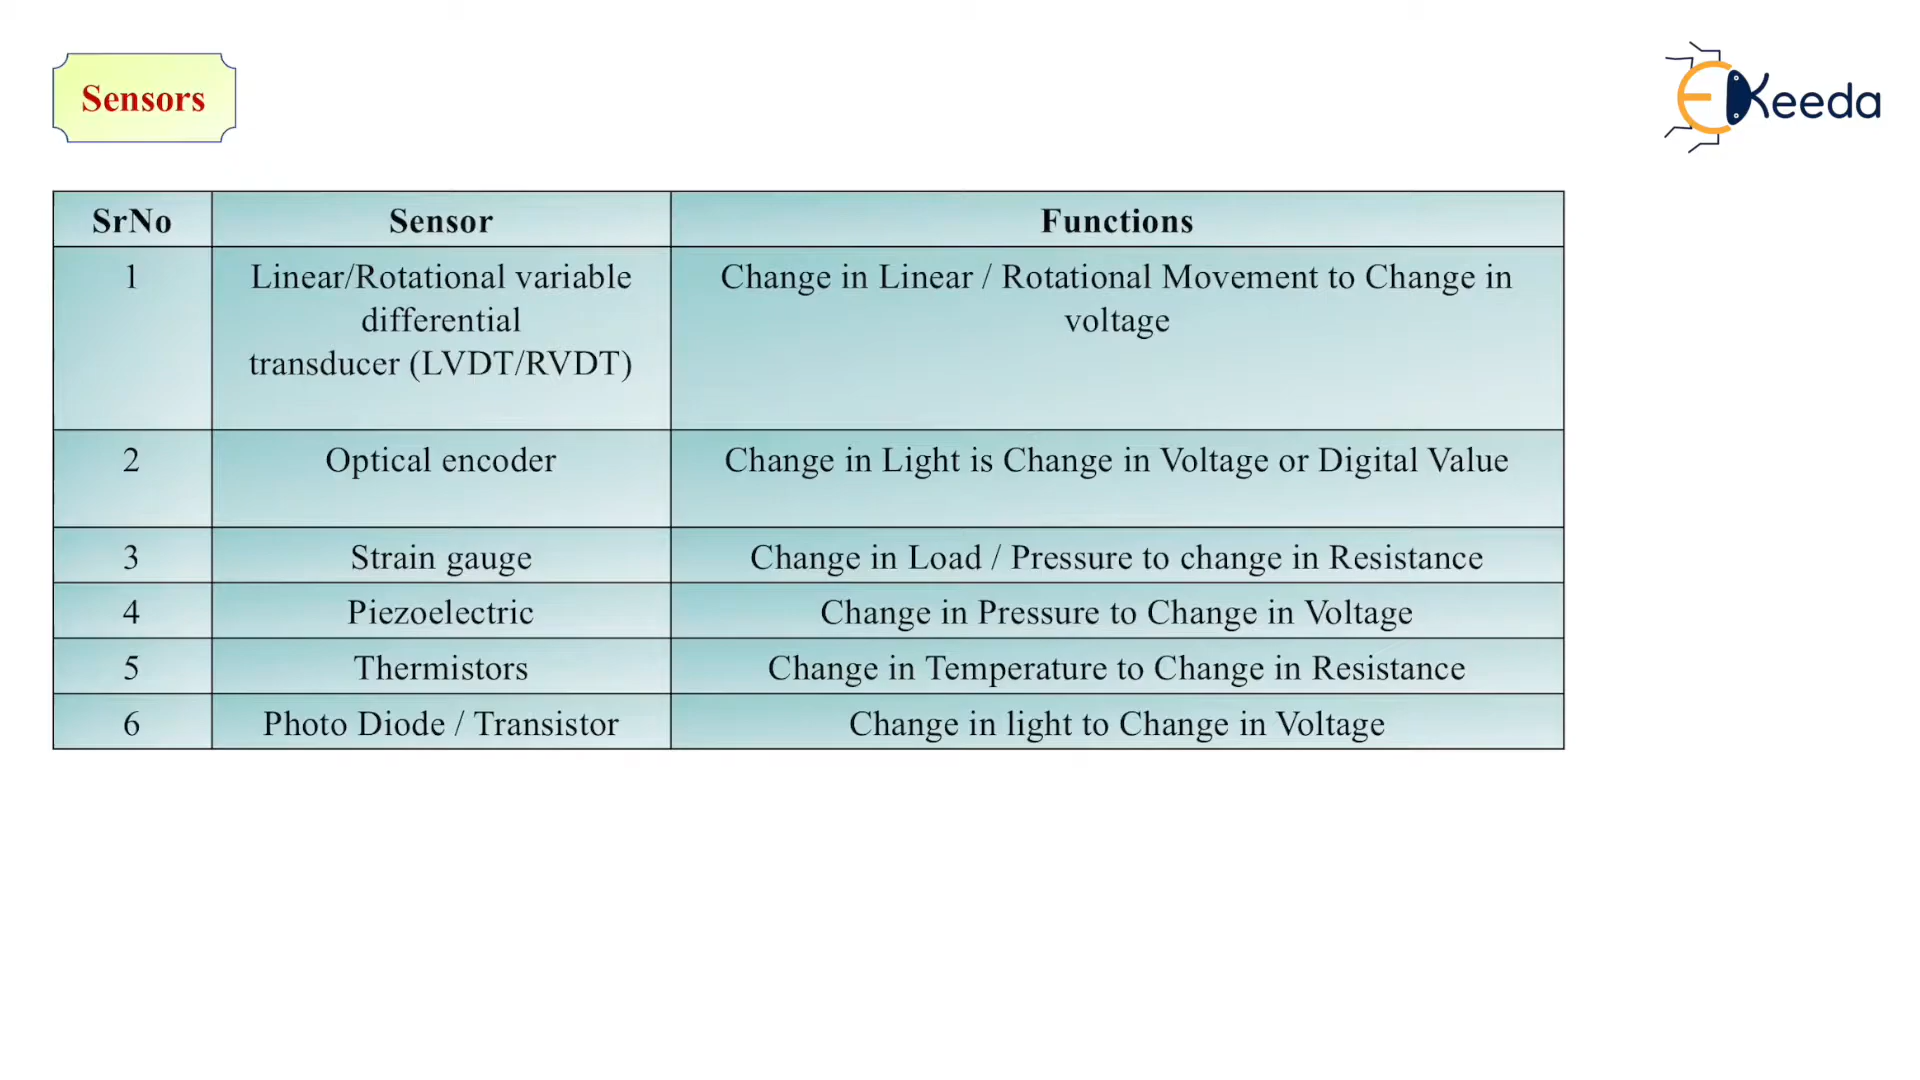 Sensors
EKeeda
SrNo Sensor Functions
1 Linear/Rotational variable Change in Linear / Rotational Movement to Change in
differential voltage
transducer (LVDT/RVDT)
2 Optical encoder Change in Light is Change in Voltage or Digital Value
3 Strain gauge Change in Load / Pressure to change in Resistance
4 Piezoelectric Change in Pressure to Change in Voltage
5 Thermistors Change in Temperature to Change in Resistance
6 Photo Diode / Transistor Change in light to Change in Voltage